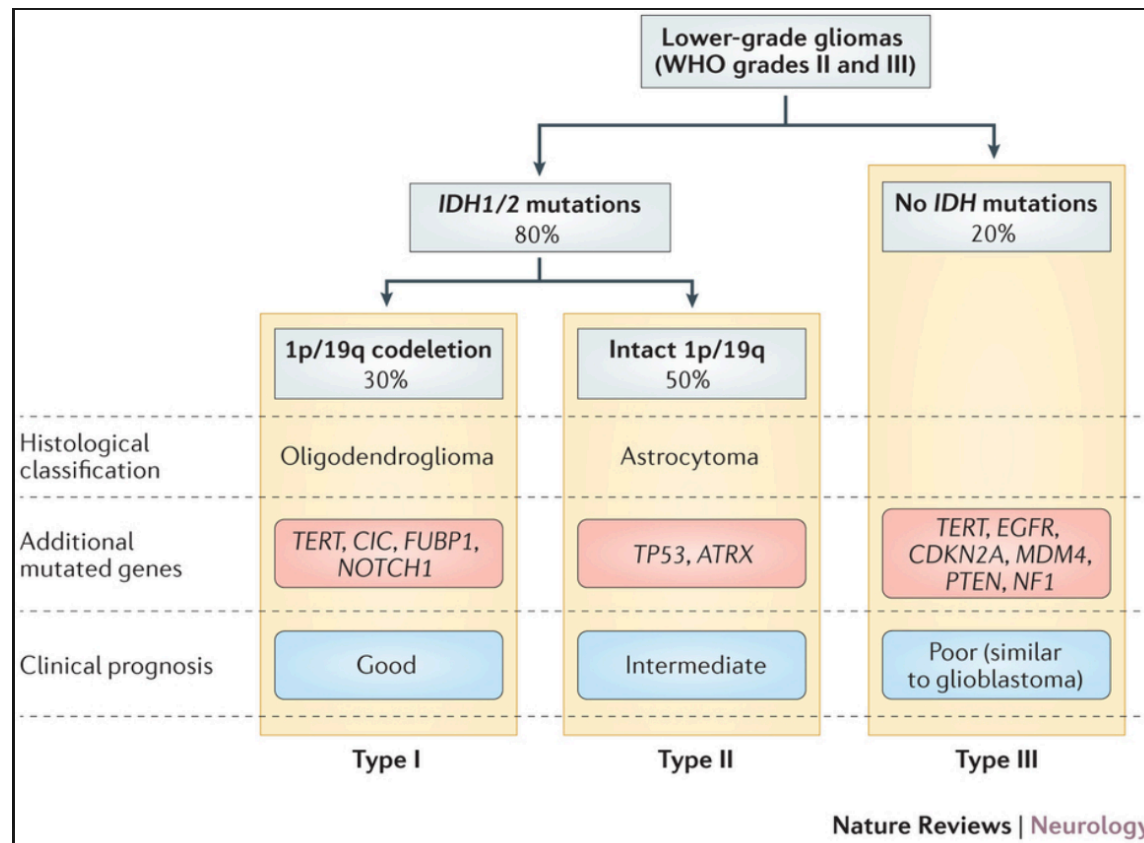 Lower-grade gliomas
(WHO grades II and III)
IDH1/2 mutations
80%
No IDH mutations
20%
1p/19q codeletion
30%
Intact 1p/19q
50%
Histological
classification
Oligodendroglioma
Astrocytoma
Additional
mutated genes
TERT, CIC, FUBP1,
NOTCH1
TP53, ATRX
TERT, EGFR,
CDKN2A, MDM4,
PTEN, NF1
Clinical prognosis
Good
Intermediate
Poor (similar
to glioblastoma)
Type I
Type II
Type III
Nature Reviews | Neurology